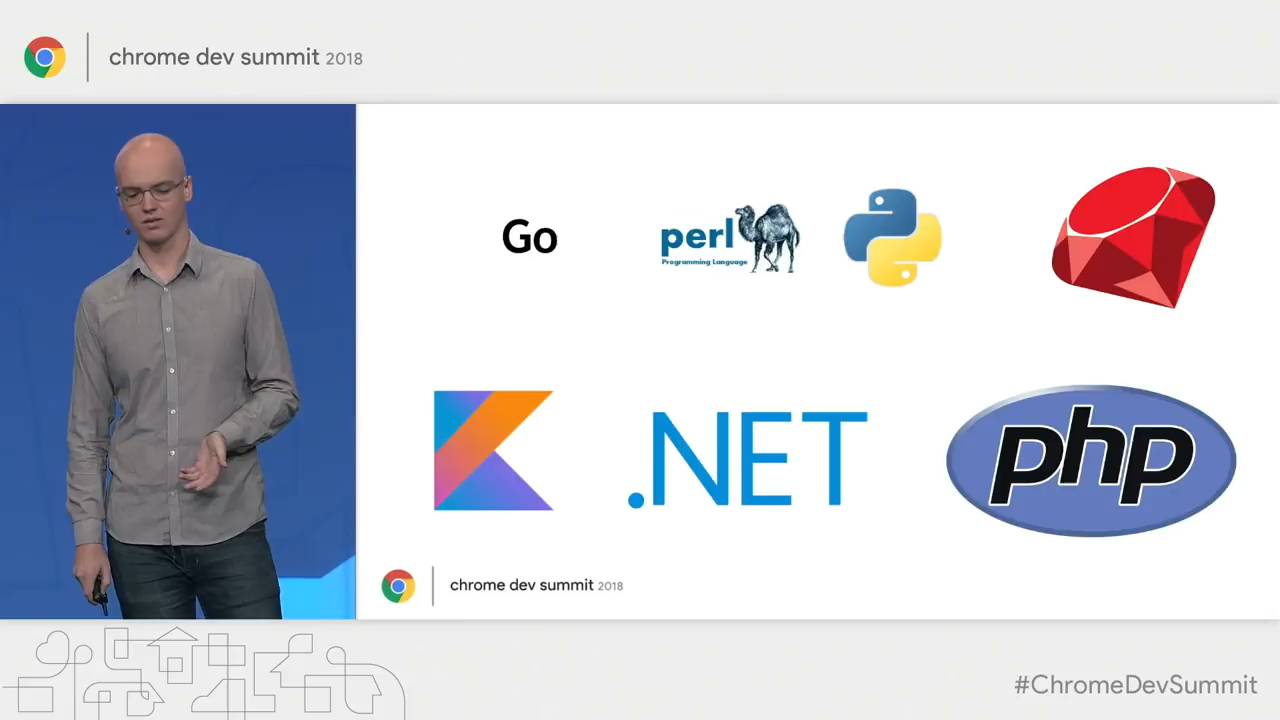 chrome dev summit 2018
Go
perl
Programming Language
.NET
php
chrome dev summit 2018
#ChromeDevSummit